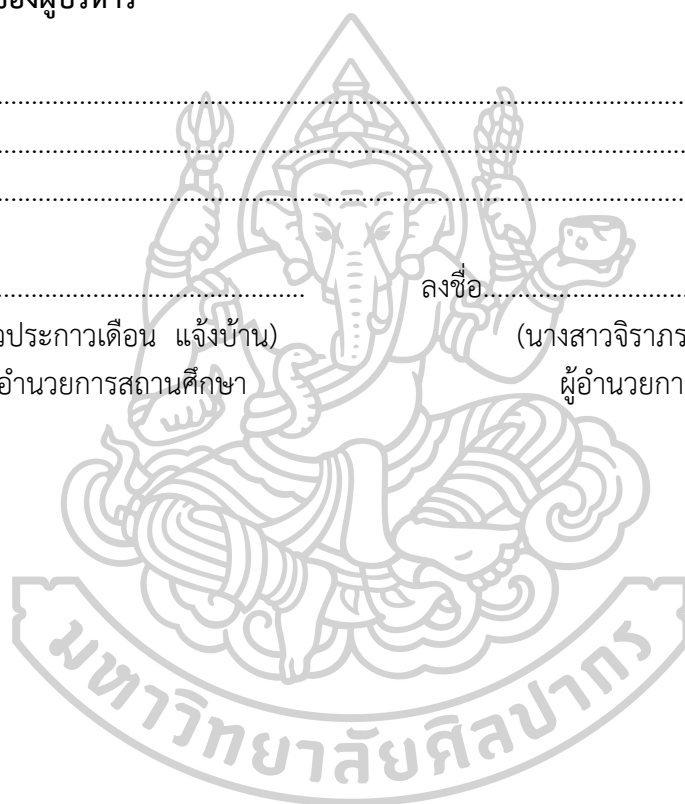 ของผู้บริหาร
................................................................................
................................................................................
................................................................................
............................................ ลงชื่อ..............................
ประกาวเดือน แจ้งบ้าน) (นางสาวจิราภร
อำนวยการสถานศึกษา ผู้อำนวยกา
มหาวิทยาลัยศิลปากร